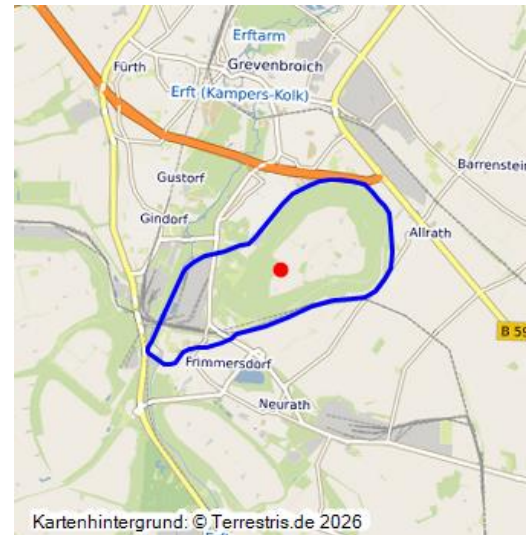 Erftarm
Fürth
Grevenbroich
Erft (Kampers-Kolk)
Barrenstein
Gustorf
Gindorf
Allrath
B 59
Frimmersdorf
Neurath
Kartenhintergrund: © Terrestris.de 2026